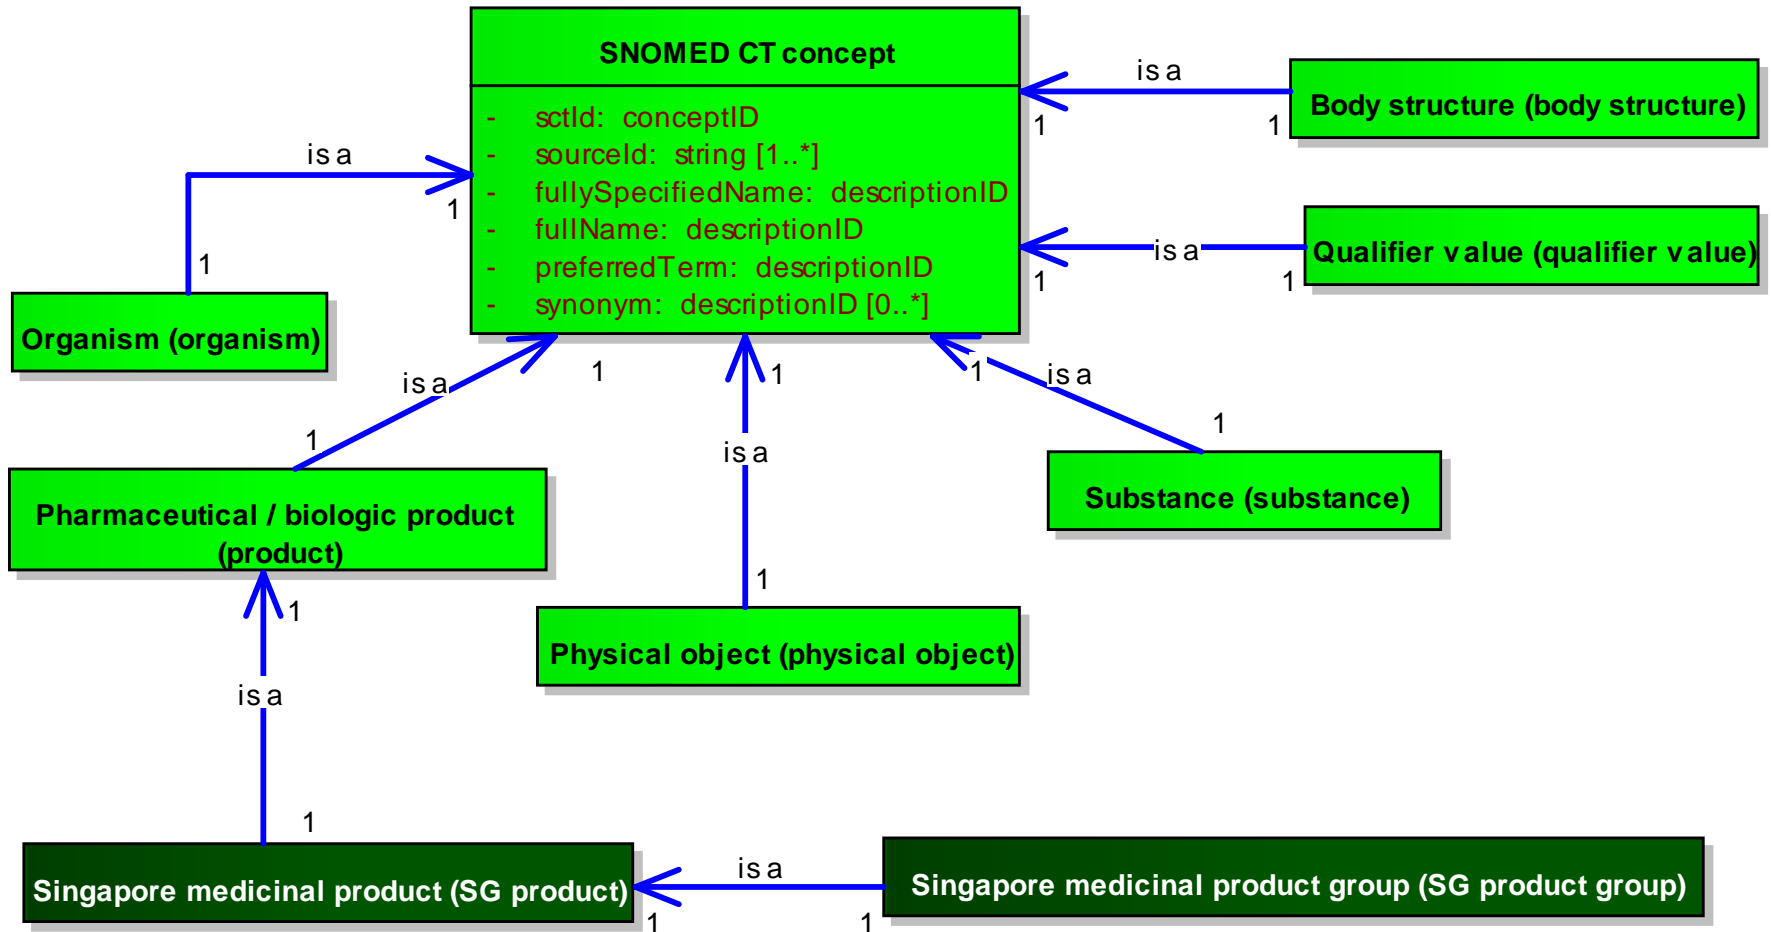 SNOMED CT concept
- sctId: conceptID
- sourceId: string [1..*]
- fullySpecifiedName: descriptionID
- fullName: descriptionID
- preferredTerm: descriptionID
- synonym: descriptionID [0..*]
is a
1
1
Body structure (body structure)
is a
1
1
Organism (organism)
is a
1
1
Qualifier value (qualifier value)
is a
1
1
Pharmaceutical / biologic product
(product)
is a
1
1
Physical object (physical object)
is a
1
1
Substance (substance)
1
is a
1
Singapore medicinal product (SG product)
is a
1
1
Singapore medicinal product group (SG product group)